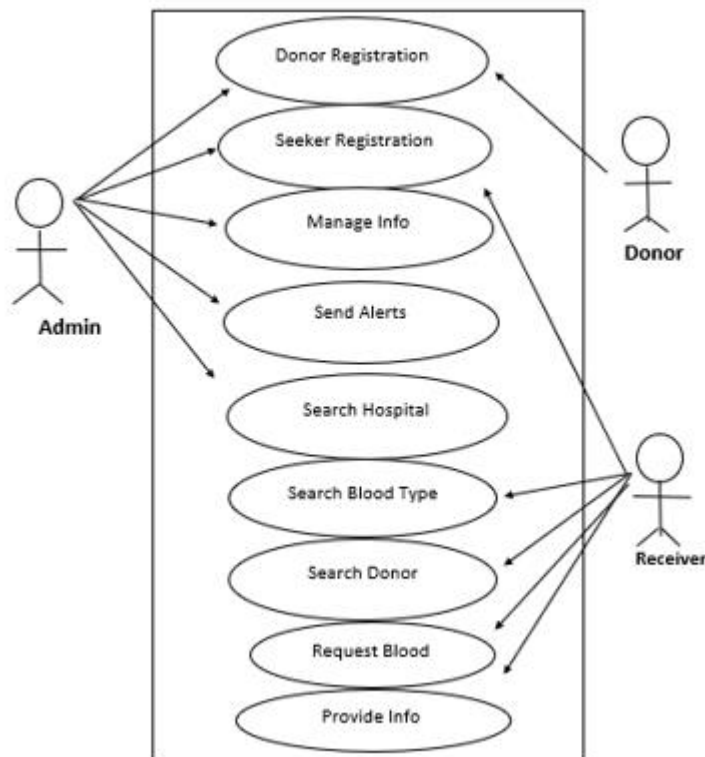 Donor Registration
Seeker Registration
Manage Info
Donor
Admin
Send Alerts
Search Hospital
Search Blood Type
Receiver
Search Donor
Request Blood
Provide Info